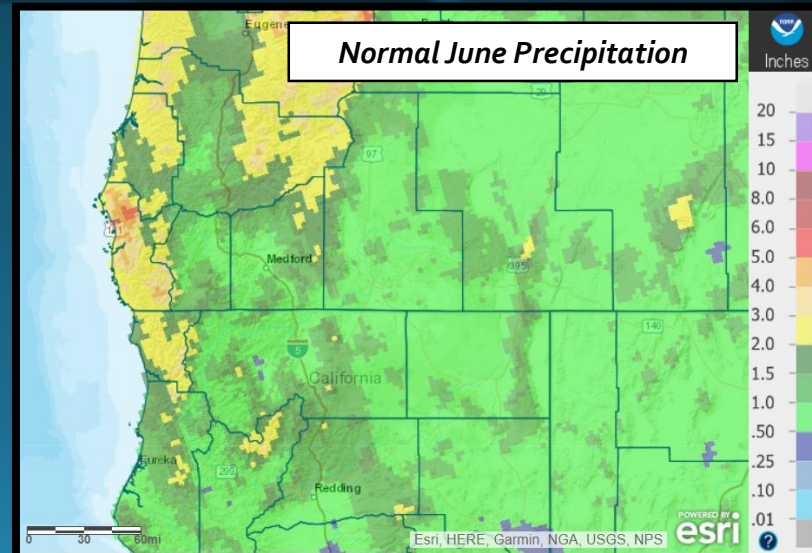 Eugene
Normal June Precipitation
NOAA
Inches
20
20
15
97
10
8.0
6.0
5.0
Medford
395
4.0
3.0
140
2.0
5
1.5
California
1.0
.50
Eureka
299
.25
Redding
.10
POWERED BY
esri
.01
0 30 60mi
Esri, HERE, Garmin, NGA, USGS, NPS
?